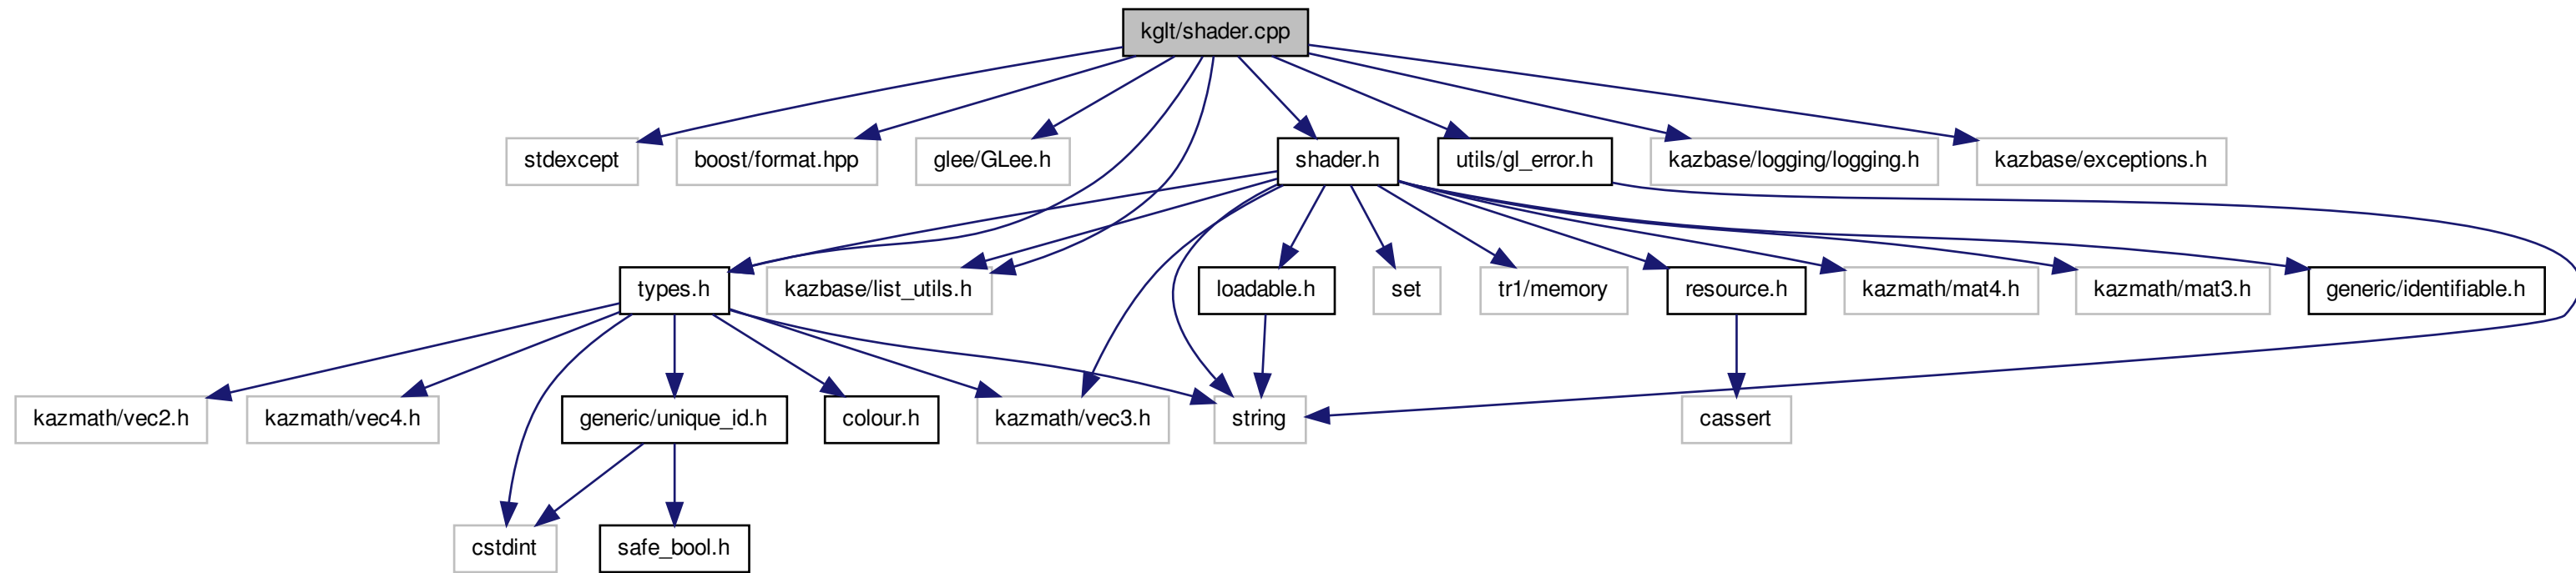 kglt/shader.cpp
stdexcept
boost/format.hpp
glee/GLee.h
shader.h
utils/gl_error.h
kazbase/logging/logging.h
kazbase/exceptions.h
types.h
kazbase/list_utils.h
loadable.h
set
tr1/memory
resource.h
kazmath/mat4.h
kazmath/mat3.h
generic/identifiable.h
kazmath/vec2.h
kazmath/vec4.h
generic/unique_id.h
colour.h
kazmath/vec3.h
string
cassert
cstdint
safe_bool.h